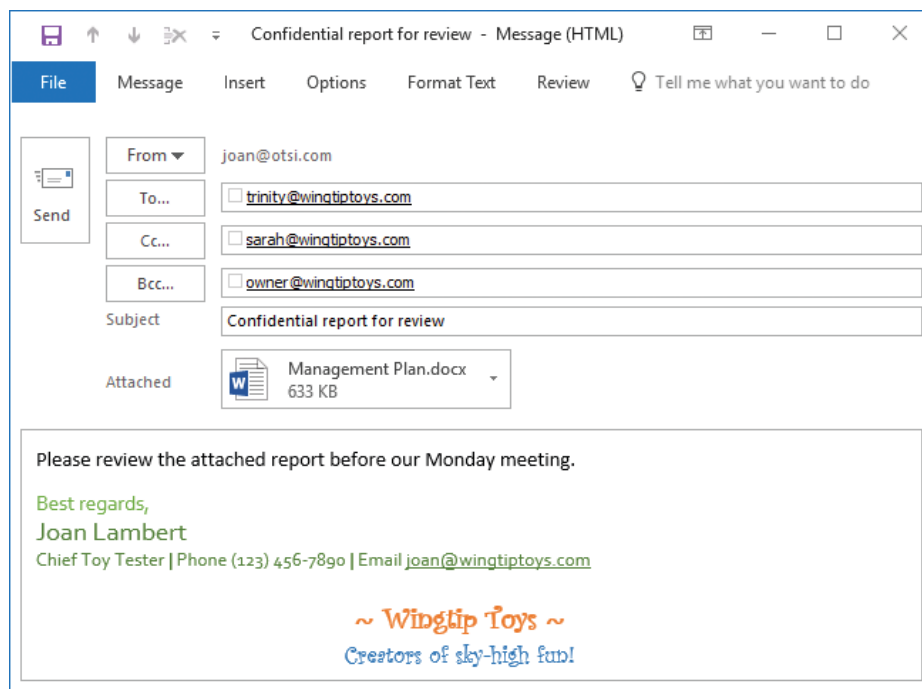 Confidential report for review - Message (HTML)
File Message Insert Options Format Text Review Tell me what you want to do
From joan@otsi.com
Send
To... trinity@wingtiptoys.com
Cc... sarah@wingtiptoys.com
Bcc... owner@wingtiptoys.com
Subject Confidential report for review
Attached Management Plan.docx
633 KB
W
Please review the attached report before our Monday meeting.
Best regards,
Joan Lambert
Chief Toy Tester | Phone (123) 456-7890 | Email joan@wingtiptoys.com
~ Wingtip Toys ~
Creators of sky-high fun!